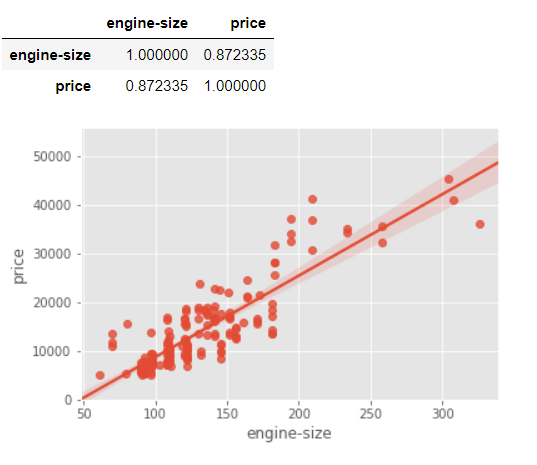 engine-size price
engine-size 1.000000 0.872335
price 0.872335 1.000000
50000
40000
30000
20000
10000
0
price
50 100 150 200 250 300
engine-size